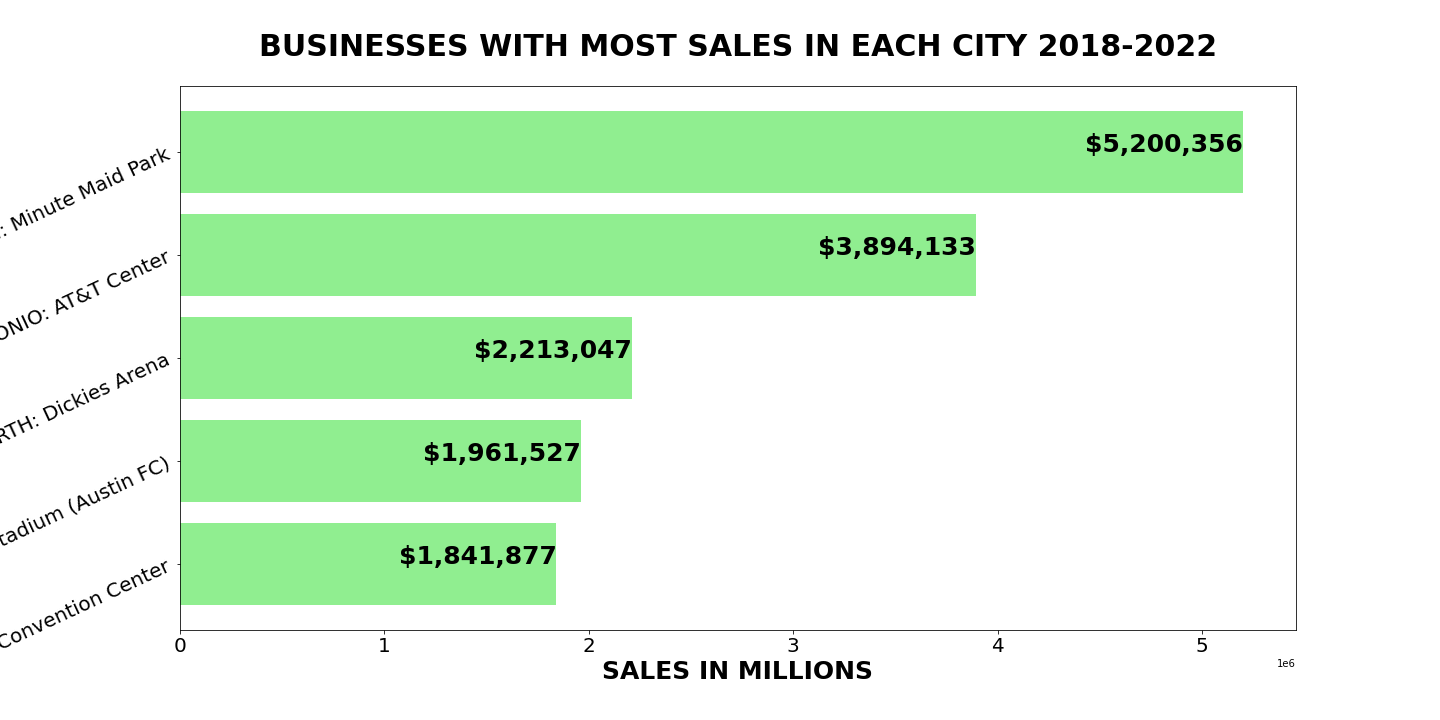 BUSINESSES WITH MOST SALES IN EACH CITY 2018-2022
: Minute Maid Park
$5,200,356
ONIO: AT&T Center
$3,894,133
RTH: Dickies Arena
$2,213,047
tadium (Austin FC)
$1,961,527
Convention Center
$1,841,877
0 1 2 3 4 5
1e6
SALES IN MILLIONS